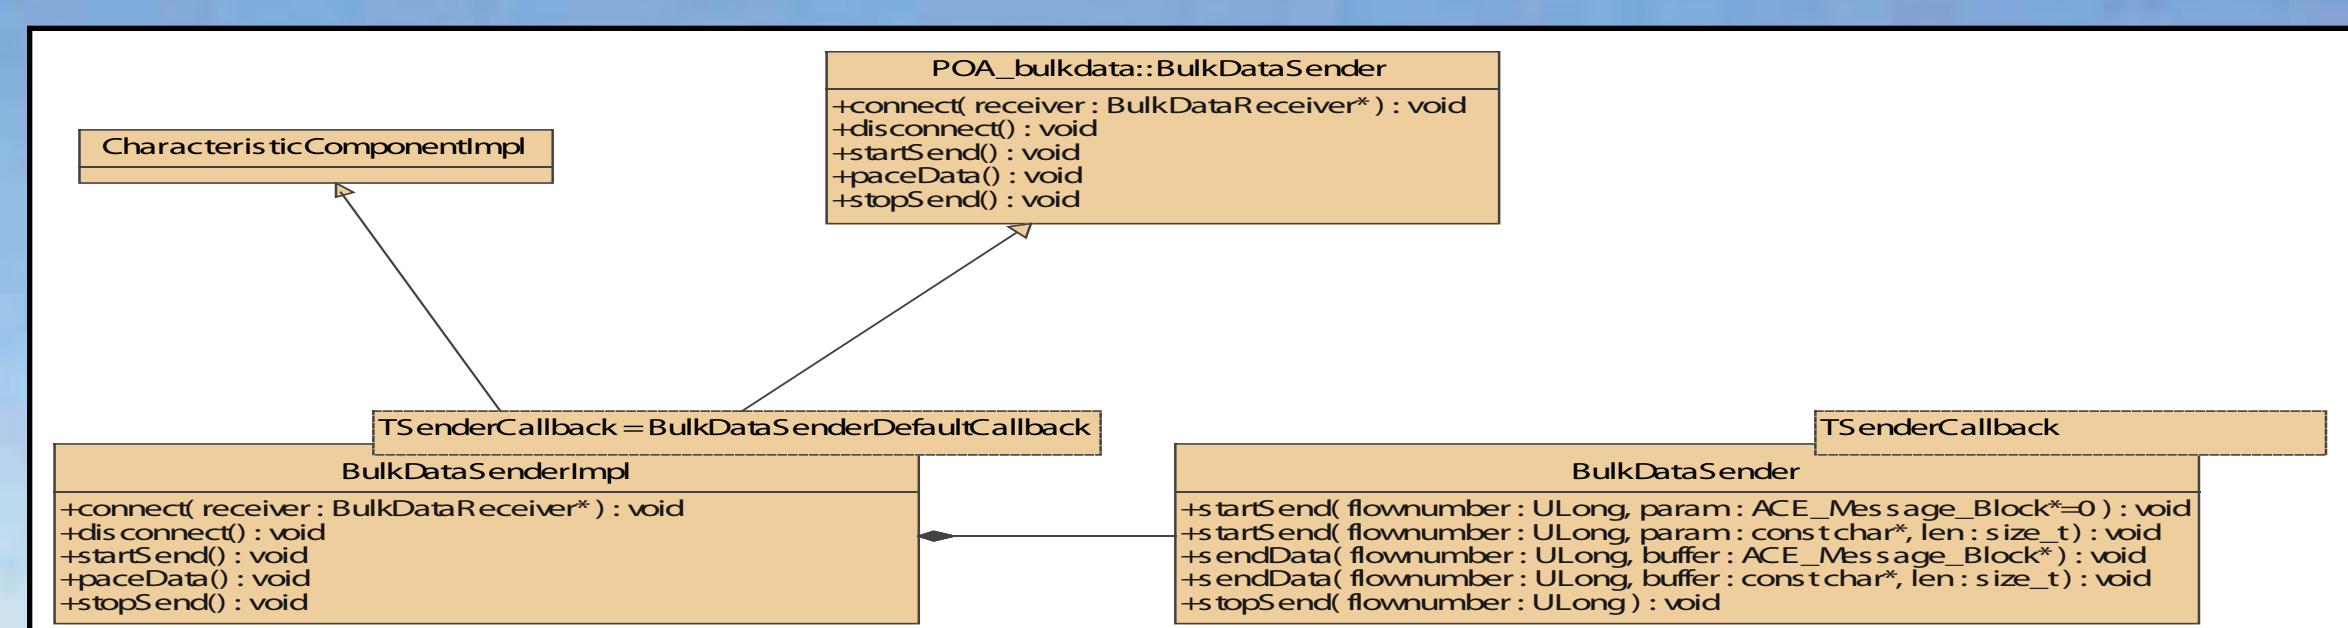 POA_bulkdata::BulkDataSender
+connect( receiver : BulkDataReceiver* ) : void
+disconnect() : void
+startSend() : void
+paceData() : void
+stopSend() : void
CharacteristicComponentImpl
TSenderCallback = BulkDataSenderDefaultCallback
BulkDataSenderImpl
+connect( receiver : BulkDataReceiver* ) : void
+disconnect() : void
+startSend() : void
+paceData() : void
+stopSend() : void
TSenderCallback
BulkDataSender
+startSend( flownumber : ULong, param : ACE_Message_Block*=0 ) : void
+startSend( flownumber : ULong, param : const char*, len : size_t ) : void
+sendData( flownumber : ULong, buffer : ACE_Message_Block* ) : void
+sendData( flownumber : ULong, buffer : const char*, len : size_t ) : void
+stopSend( flownumber : ULong ) : void